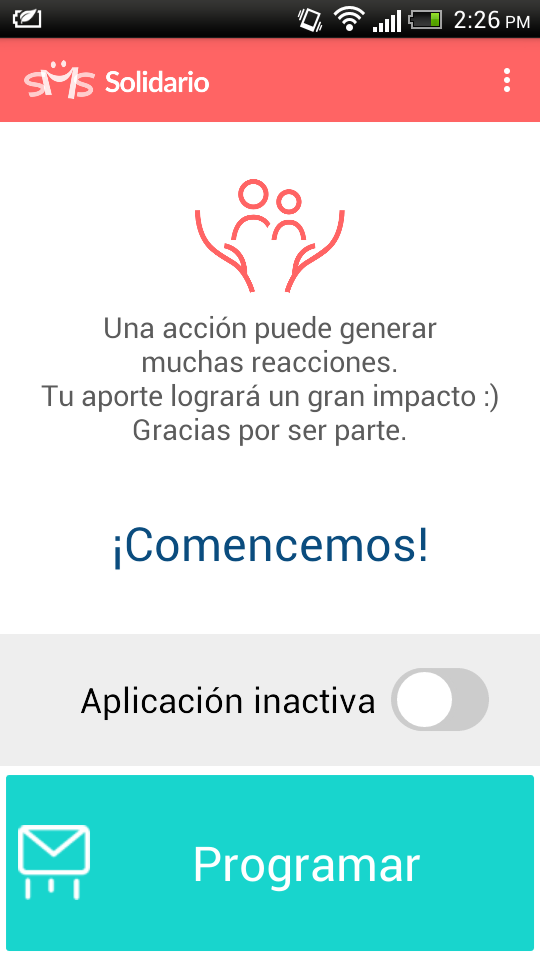 2:26 PM
SMS Solidario
Una acción puede generar
muchas reacciones.
Tu aporte logrará un gran impacto :)
Gracias por ser parte.
¡Comencemos!
Aplicación inactiva
Programar